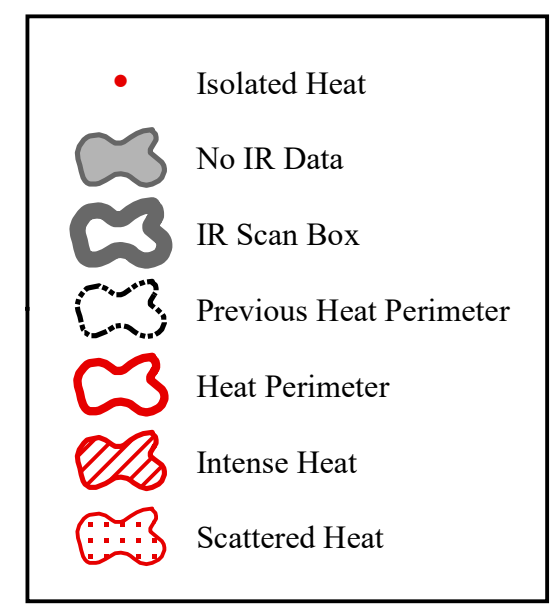 Isolated Heat
No IR Data
IR Scan Box
Previous Heat Perimeter
Heat Perimeter
Intense Heat
Scattered Heat